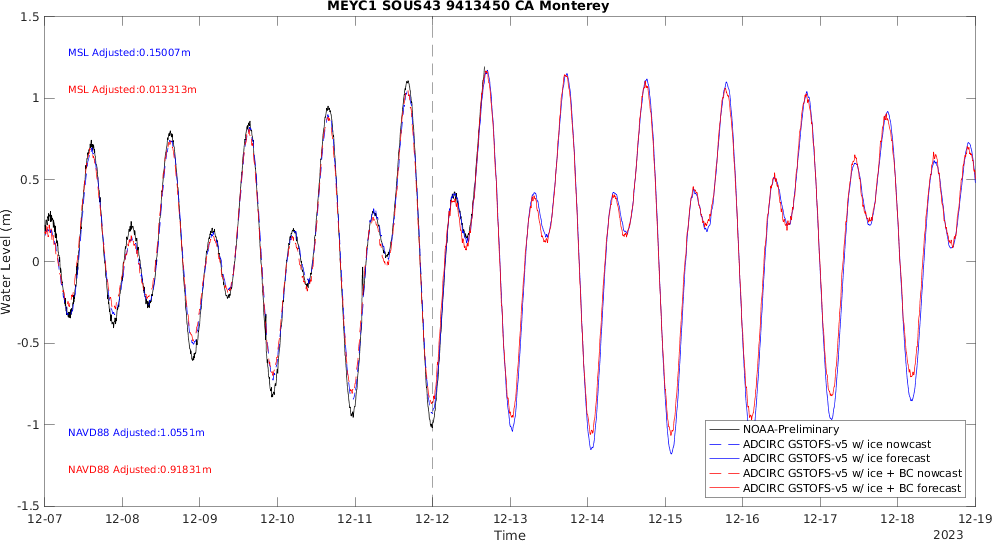 MEYC1 SOUS43 9413450 CA Monterey
1.5
1
0.5
0
-0.5
-1
-1.5
Water Level (m)
MSL Adjusted:0.15007m
MSL Adjusted:0.013313m
NAVD88 Adjusted:1.0551m
NAVD88 Adjusted:0.91831m
NOAA-Preliminary
ADCIRC GSTOFS-v5 w/ ice nowcast
ADCIRC GSTOFS-v5 w/ ice forecast
ADCIRC GSTOFS-v5 w/ ice + BC nowcast
ADCIRC GSTOFS-v5 w/ ice + BC forecast
12-07 12-08 12-09 12-10 12-11 12-12 12-13 12-14 12-15 12-16 12-17 12-18 12-19
Time
2023